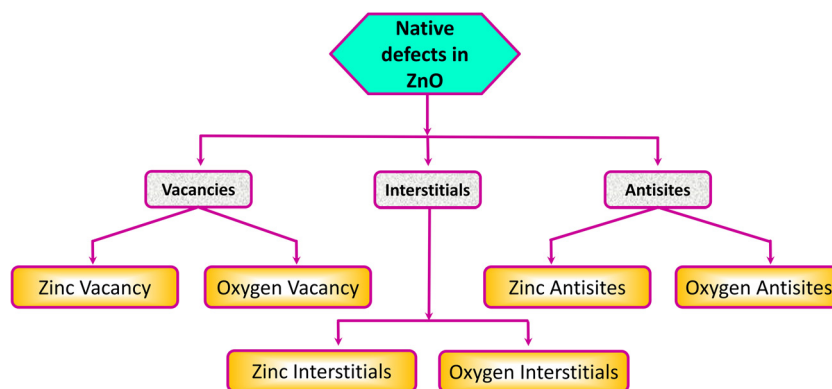 Native
defects in
ZnO
Vacancies
Interstitials
Antisites
Zinc Vacancy
Oxygen Vacancy
Zinc Antisites
Oxygen Antisites
Zinc Interstitials
Oxygen Interstitials